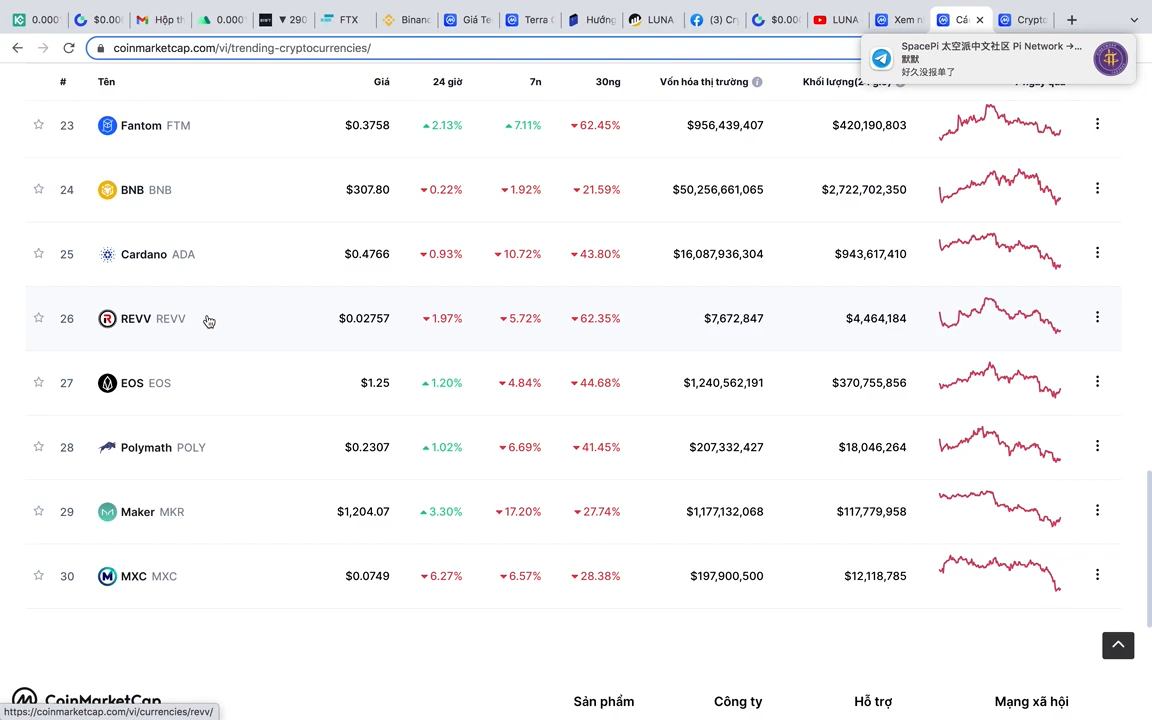 0.000
$0.00
Hộp th
0.000
▼ 290
FTX
Binanc
Giá Te
Terra C
Hướng
LUNA
(3) Cr
$0.00
LUNA
Xem n
Các
Crypto
coinmarketcap.com/vi/trending-cryptocurrencies/
SpacePi 太空派中文社区 Pi Network →...
默默
好久没报单了
# Tên Giá 24 giờ 7n 30ng Vốn hóa thị trường
23 Fantom FTM $0.3758 2.13% 7.11% 62.45% $956,439,407 $420,190,803
24 BNB BNB $307.80 0.22% 1.92% 21.59% $50,256,661,065 $2,722,702,350
25 Cardano ADA $0.4766 0.93% 10.72% 43.80% $16,087,936,304 $943,617,410
26 REVV REVV $0.02757 1.97% 5.72% 62.35% $7,672,847 $4,464,184
27 EOS EOS $1.25 1.20% 4.84% 44.68% $1,240,562,191 $370,755,856
28 Polymath POLY $0.2307 1.02% 6.69% 41.45% $207,332,427 $18,046,264
29 Maker MKR $1,204.07 3.30% 17.20% 27.74% $1,177,132,068 $117,779,958
30 MXC MXC $0.0749 6.27% 6.57% 28.38% $197,900,500 $12,118,785
CoinMarketCap Sản phẩm Công ty Hỗ trợ Mạng xã hội
https://coinmarketcap.com/vi/currencies/revv/